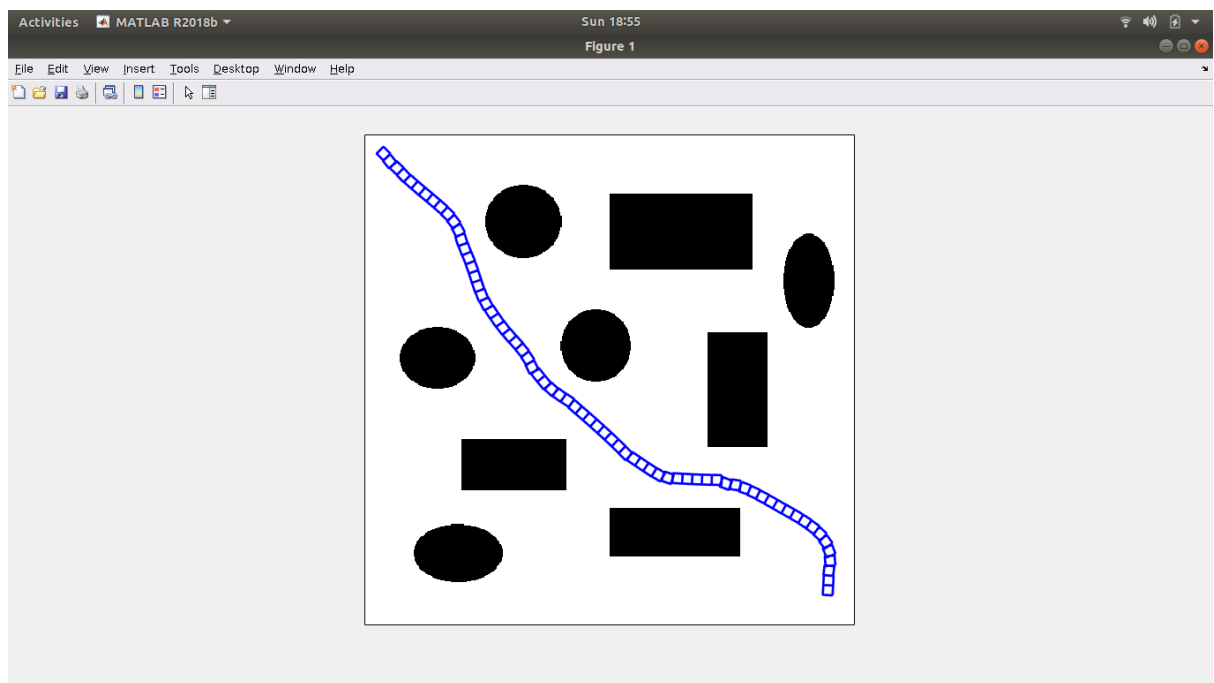 Activities MATLAB R2018b Sun 18:55
Figure 1
File Edit View Insert Tools Desktop Window Help